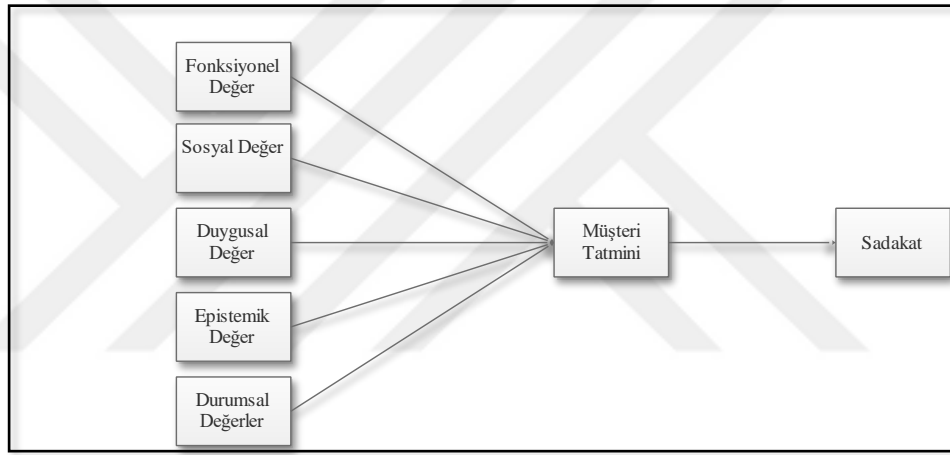 Fonksiyonel
Değer
Sosyal Değer
Duygusal
Değer
Epistemik
Değer
Durumsal
Değerler
Müşteri
Tatmini
Sadakat